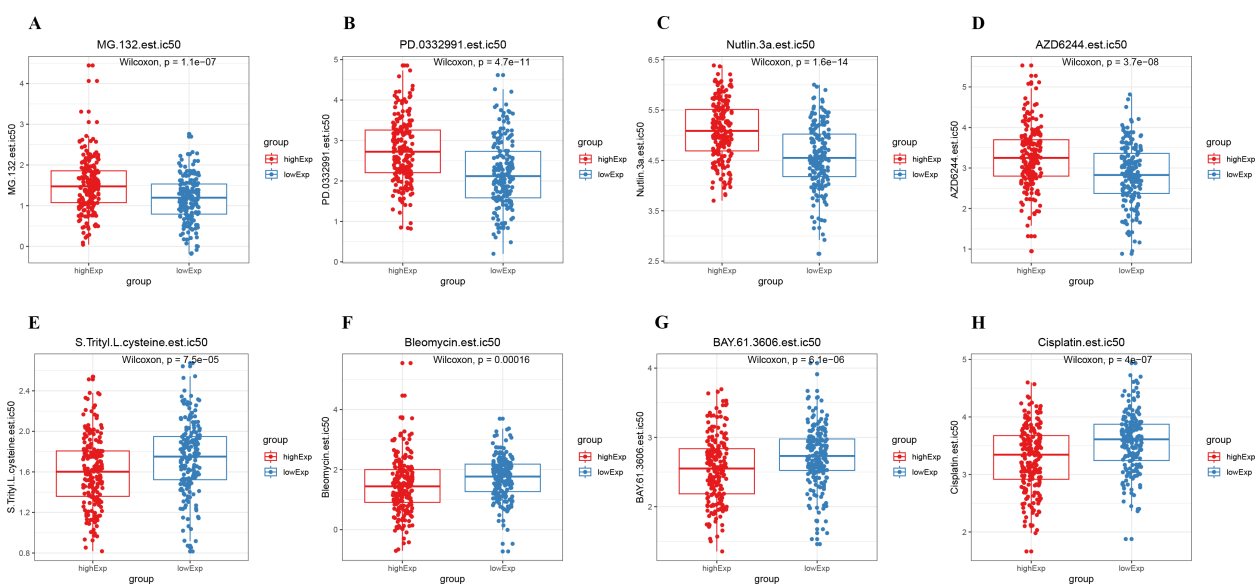 A
MG.132.est.ic50
Wilcoxon, p = 1.1e−07
4
3
2
1
0
MG.132.est.ic50
highExp
lowExp
group
group
highExp
lowExp
B
PD.0332991.est.ic50
Wilcoxon, p = 4.7e−11
5
4
3
2
1
0
PD.0332991.est.ic50
highExp
lowExp
group
group
highExp
lowExp
C
Nutlin.3a.est.ic50
Wilcoxon, p = 1.6e−14
6.5
5.5
4.5
3.5
2.5
Nutlin.3a.est.ic50
highExp
lowExp
group
group
highExp
lowExp
D
AZD6244.est.ic50
Wilcoxon, p = 3.7e−08
5
4
3
2
1
AZD6244.est.ic50
highExp
lowExp
group
group
highExp
lowExp
E
S.Trityl.L.cysteine.est.ic50
Wilcoxon, p = 7.5e−05
2.4
2.0
1.6
1.2
0.8
S.Trityl.L.cysteine.est.ic50
highExp
lowExp
group
group
highExp
lowExp
F
Bleomycin.est.ic50
Wilcoxon, p = 0.00016
4
2
0
Bleomycin.est.ic50
highExp
lowExp
group
group
highExp
lowExp
G
BAY.61.3606.est.ic50
Wilcoxon, p = 6.1e−06
4
3
2
BAY.61.3606.est.ic50
highExp
lowExp
group
group
highExp
lowExp
H
Cisplatin.est.ic50
Wilcoxon, p = 4e−07
5
4
3
2
Cisplatin.est.ic50
highExp
lowExp
group
group
highExp
lowExp